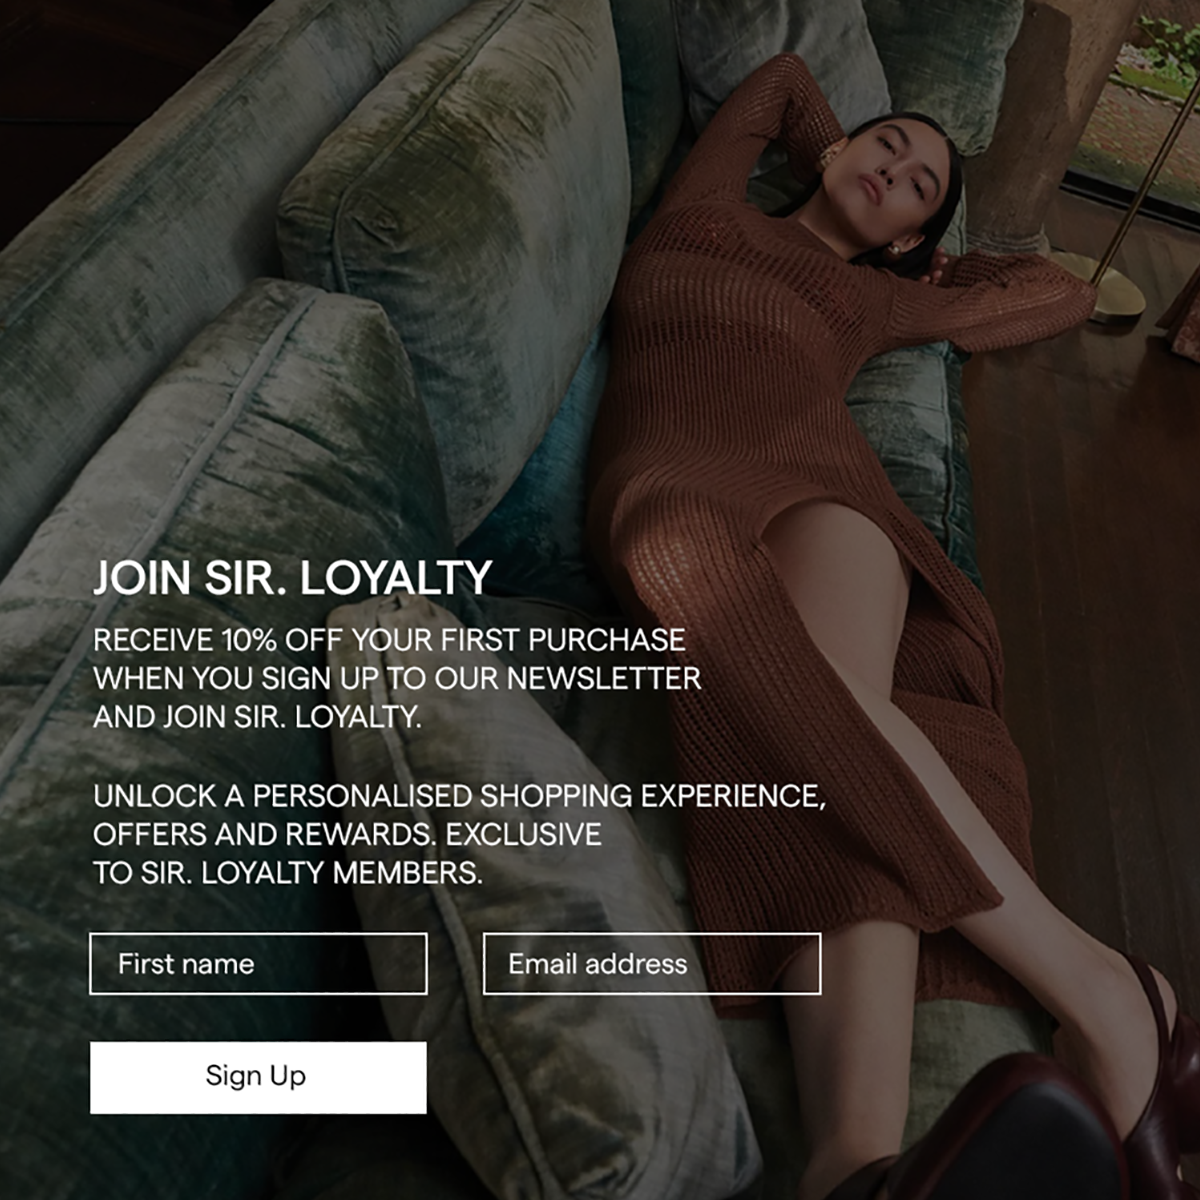 JOIN SIR. LOYALTY
RECEIVE 10% OFF YOUR FIRST PURCHASE
WHEN YOU SIGN UP TO OUR NEWSLETTER
AND JOIN SIR. LOYALTY.
UNLOCK A PERSONALISED SHOPPING EXPERIENCE,
OFFERS AND REWARDS. EXCLUSIVE
TO SIR. LOYALTY MEMBERS.
First name
Email address
Sign Up